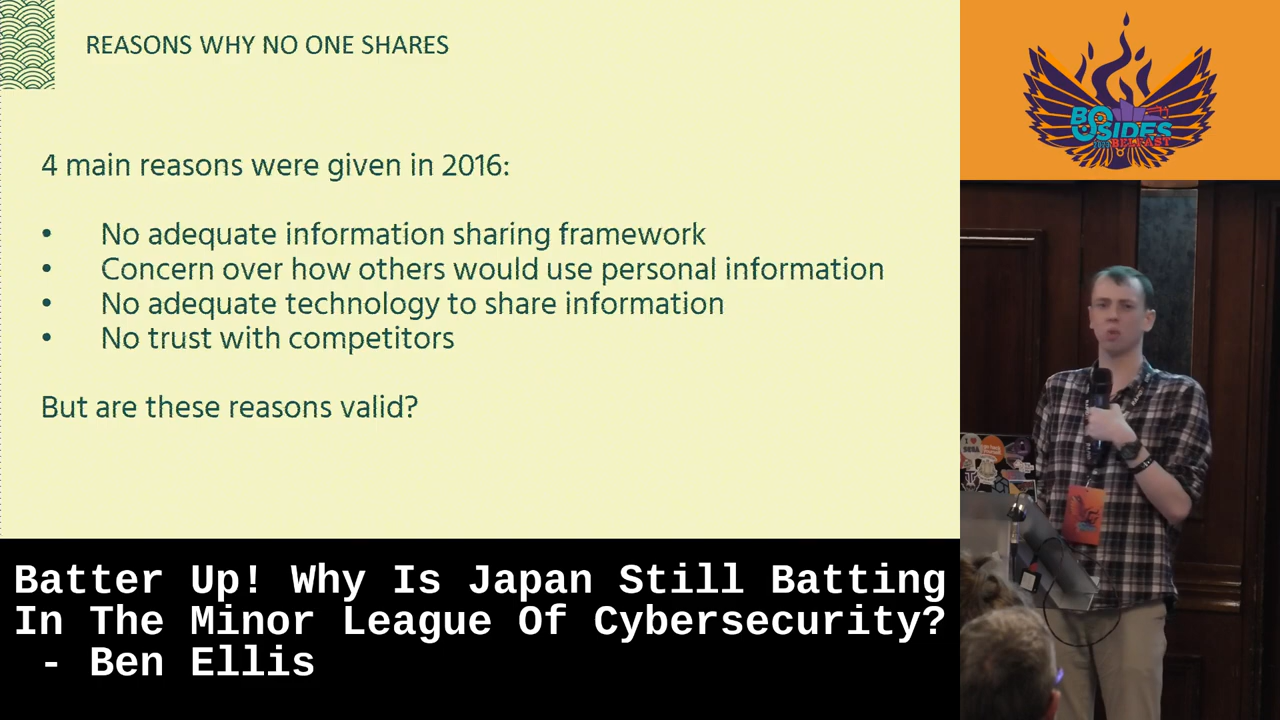 REASONS WHY NO ONE SHARES
4 main reasons were given in 2016:
• No adequate information sharing framework
• Concern over how others would use personal information
• No adequate technology to share information
• No trust with competitors
But are these reasons valid?
BSIDES
BELFAST
Batter Up! Why Is Japan Still Batting
In The Minor League Of Cybersecurity?
- Ben Ellis